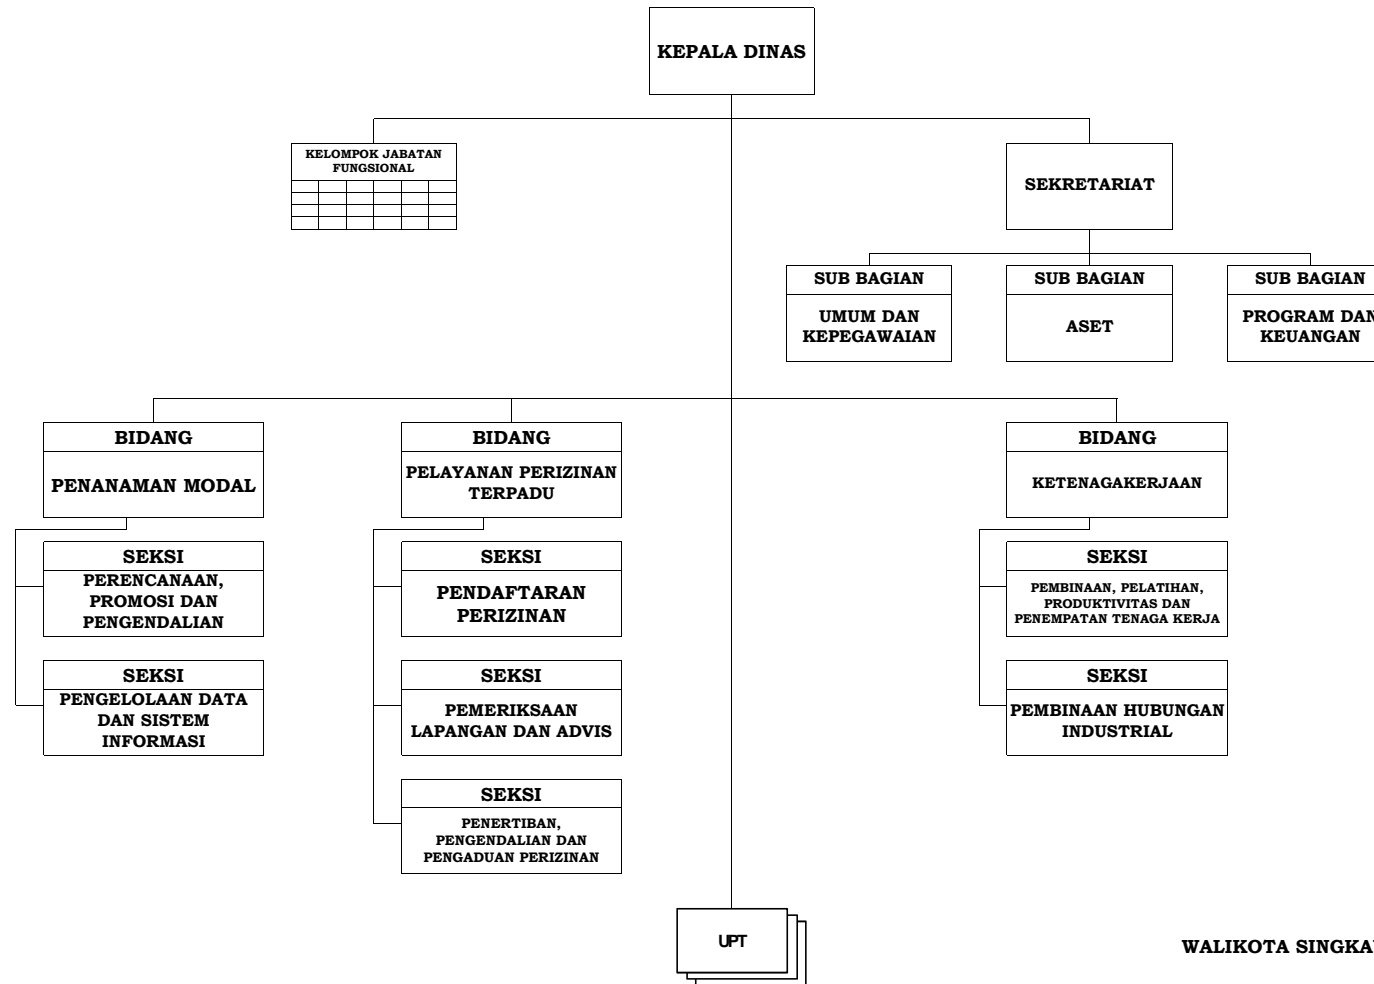 KEPALA DINAS
KELOMPOK JABATAN
FUNGSIONAL
SEKRETARIAT
SUB BAGIAN
UMUM DAN
KEPEGAWAIAN
SUB BAGIAN
ASET
SUB BAGIAN
PROGRAM DAN
KEUANGAN
BIDANG
PENANAMAN MODAL
SEKSI
PERENCANAAN,
PROMOSI DAN
PENGENDALIAN
SEKSI
PENGELOLAAN DATA
DAN SISTEM
INFORMASI
BIDANG
PELAYANAN PERIZINAN
TERPADU
SEKSI
PENDAFTARAN
PERIZINAN
SEKSI
PEMERIKSAAN
LAPANGAN DAN ADVIS
SEKSI
PENERTIBAN,
PENGENDALIAN DAN
PENGADUAN PERIZINAN
BIDANG
KETENAGAKERJAAN
SEKSI
PEMBINAAN, PELATIHAN,
PRODUKTIVITAS DAN
PENEMPATAN TENAGA KERJA
SEKSI
PEMBINAAN HUBUNGAN
INDUSTRIAL
UPT
WALIKOTA